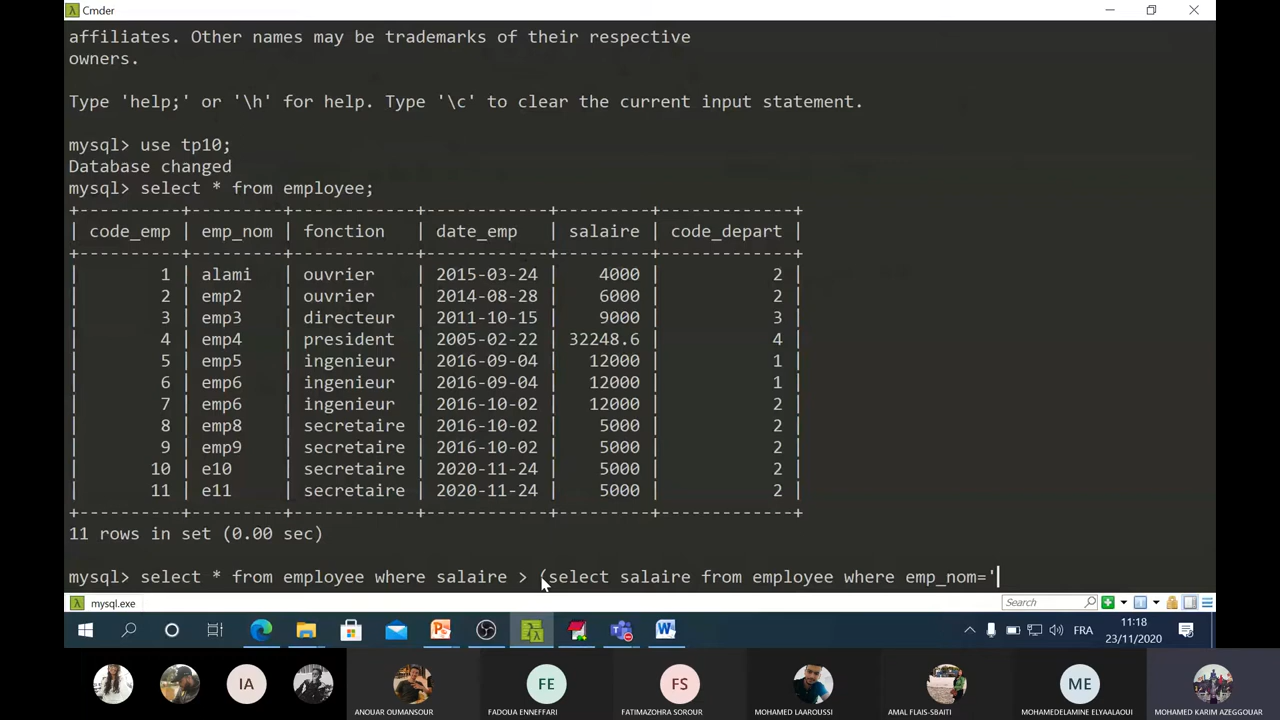 Cmder
affiliates. Other names may be trademarks of their respective
owners.
Type 'help;' or '\h' for help. Type '\c' to clear the current input statement.
mysql> use tp10;
Database changed
mysql> select * from employee;
+----------+---------+------------+------------+---------+-------------+
| code_emp | emp_nom | fonction | date_emp | salaire | code_depart |
+----------+---------+------------+------------+---------+-------------+
| 1 | alami | ouvrier | 2015-03-24 | 4000 | 2 |
| 2 | emp2 | ouvrier | 2014-08-28 | 6000 | 2 |
| 3 | emp3 | directeur | 2011-10-15 | 9000 | 3 |
| 4 | emp4 | president | 2005-02-22 | 32248.6 | 4 |
| 5 | emp5 | ingenieur | 2016-09-04 | 12000 | 1 |
| 6 | emp6 | ingenieur | 2016-09-04 | 12000 | 1 |
| 7 | emp6 | ingenieur | 2016-10-02 | 12000 | 2 |
| 8 | emp8 | secretaire | 2016-10-02 | 5000 | 2 |
| 9 | emp9 | secretaire | 2016-10-02 | 5000 | 2 |
| 10 | e10 | secretaire | 2020-11-24 | 5000 | 2 |
| 11 | e11 | secretaire | 2020-11-24 | 5000 | 2 |
+----------+---------+------------+------------+---------+-------------+
11 rows in set (0.00 sec)
mysql> select * from employee where salaire > (select salaire from employee where emp_nom='
mysql.exe
Search
FRA
11:18
23/11/2020
IA
FE
FS
ME
ANOUAR OUMANSOUR
FADOUA ENNEFFARI
FATIMAZOHRA SOROUR
MOHAMED LAAROUSSI
AMAL FLAIS-SBAITI
MOHAMEDELAMINE ELYAALAOUI
MOHAMED KARIM AZEGGOUAR